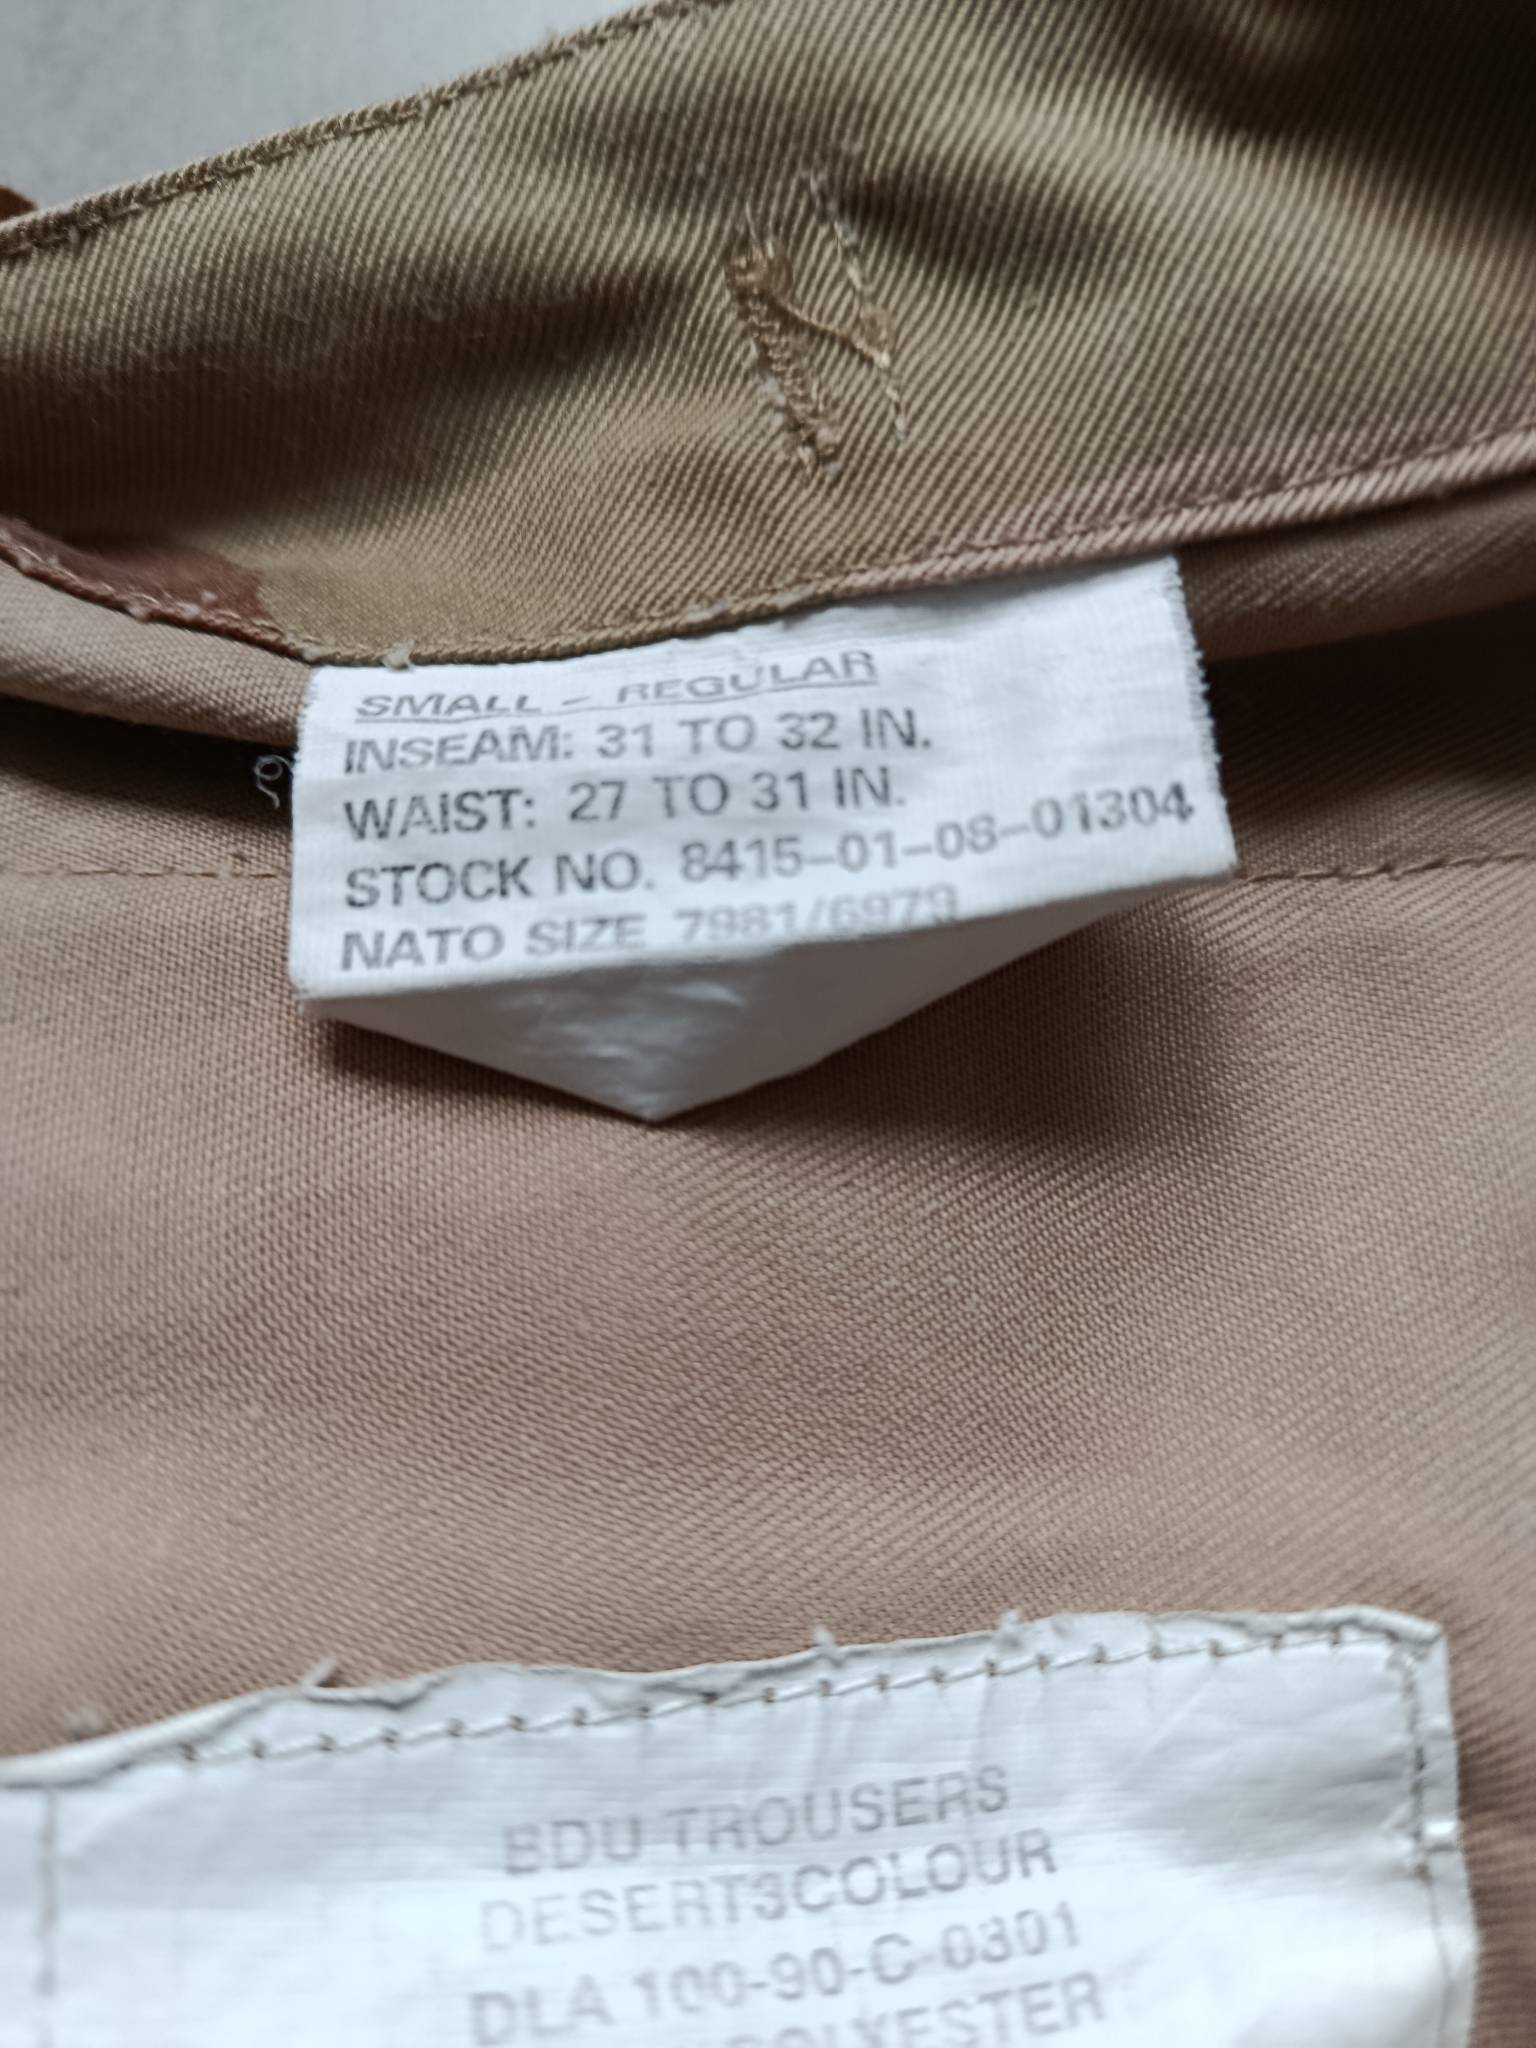 SMALL – REGULAR
INSEAM: 31 TO 32 IN.
WAIST: 27 TO 31 IN.
STOCK NO. 8415–01–08–01304
NATO SIZE 7981/6979
BDU TROUSERS
DESERT3COLOUR
DLA 100-90-C-0301
POLYESTER